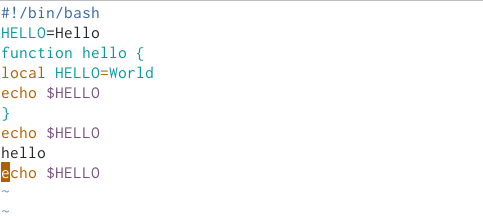 #!/bin/bash
HELLO=Hello
function hello {
local HELLO=World
echo $HELLO
}
echo $HELLO
hello
echo $HELLO
~
~